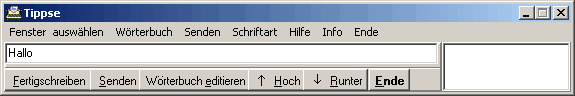 Tippse
Fenster auswählen Wörterbuch Senden Schriftart Hilfe Info Ende
Hallo
Fertigschreiben Senden Wörterbuch editieren ↑ Hoch ↓ Runter Ende